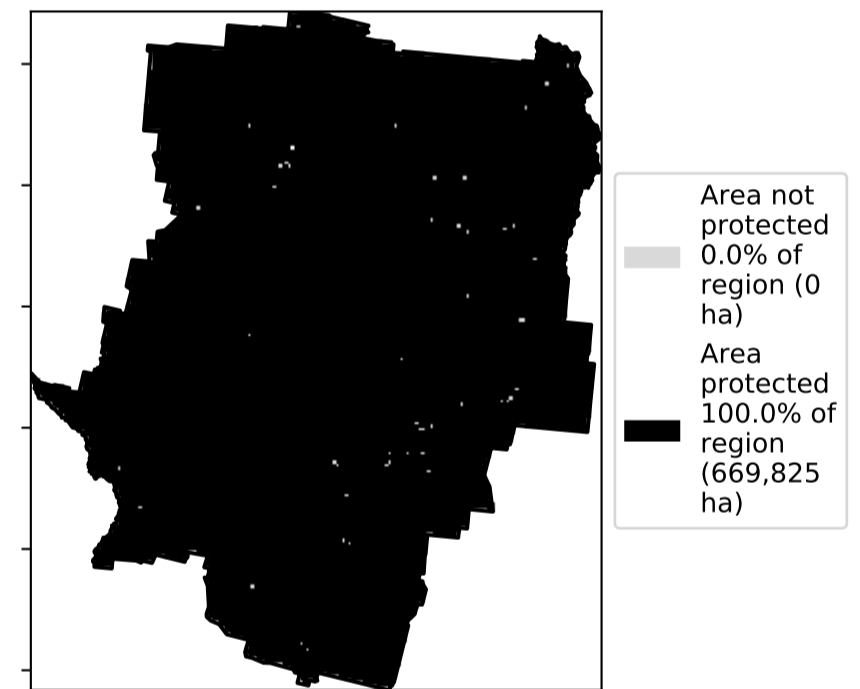 Area not
protected
0.0% of
region (0
ha)
Area
protected
100.0% of
region
(669,825
ha)